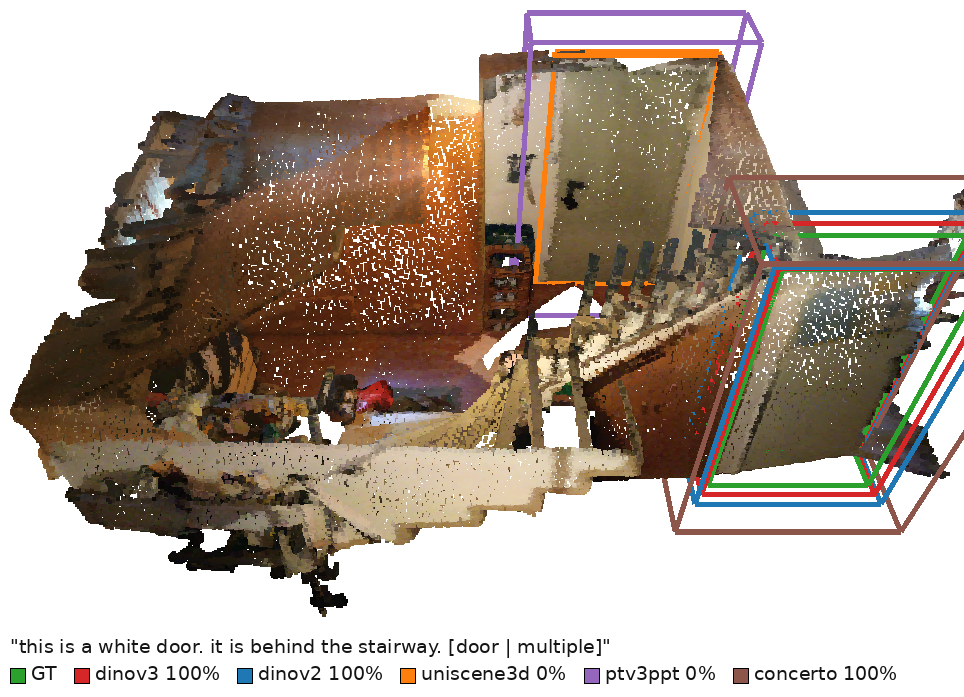 "this is a white door. it is behind the stairway. [door | multiple]"
GT dinov3 100% dinov2 100% uniscene3d 0% ptv3ppt 0% concerto 100%